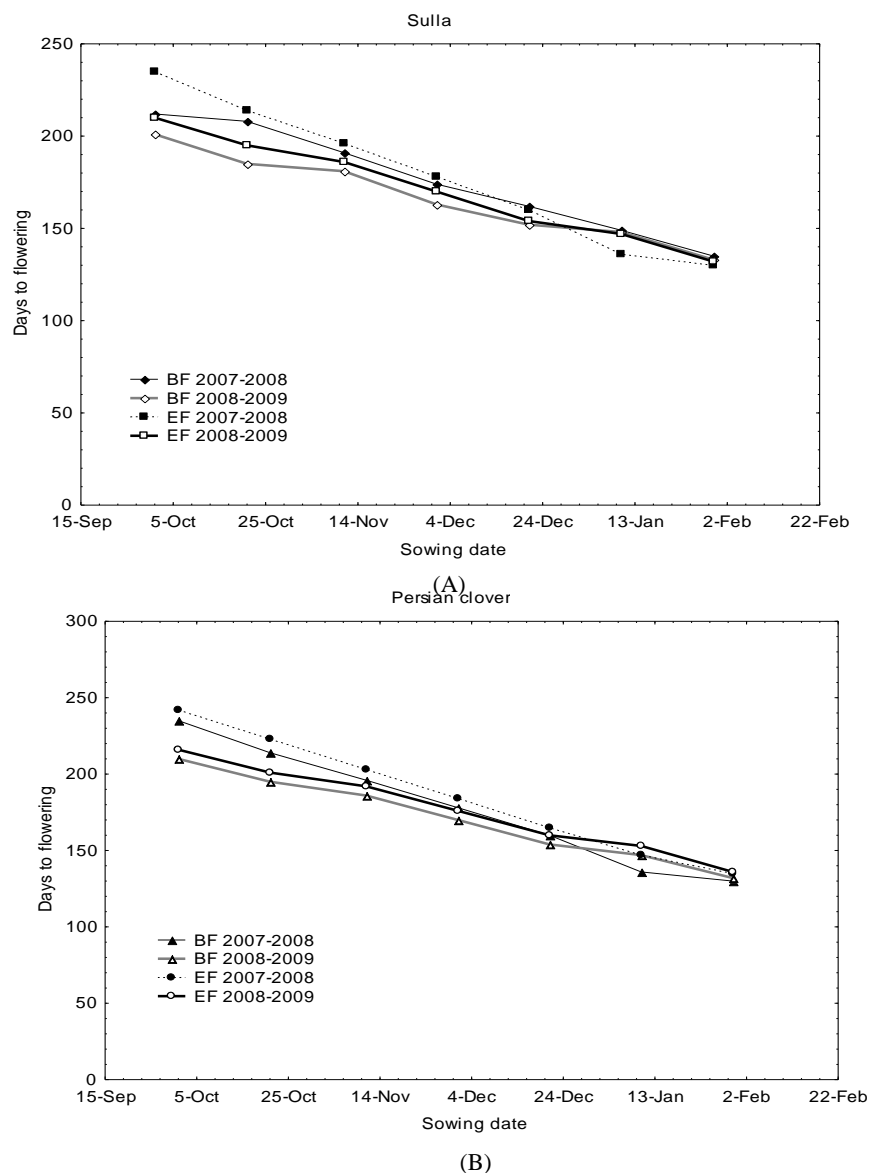 Sulla
250
200
150
100
50
0
Days to flowering
BF 2007-2008
BF 2008-2009
EF 2007-2008
EF 2008-2009
15-Sep 5-Oct 25-Oct 14-Nov 4-Dec 24-Dec 13-Jan 2-Feb 22-Feb
Sowing date
(A)
Persian clover
300
250
200
150
100
50
0
Days to flowering
BF 2007-2008
BF 2008-2009
EF 2007-2008
EF 2008-2009
15-Sep 5-Oct 25-Oct 14-Nov 4-Dec 24-Dec 13-Jan 2-Feb 22-Feb
Sowing date
(B)